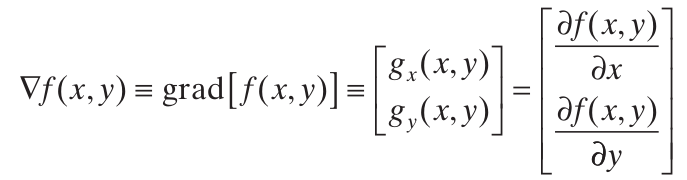 ∇f(x, y) ≡ grad[f(x, y)] ≡ [g_x(x, y); g_y(x, y)] = [∂f(x, y)/∂x; ∂f(x, y)/∂y]